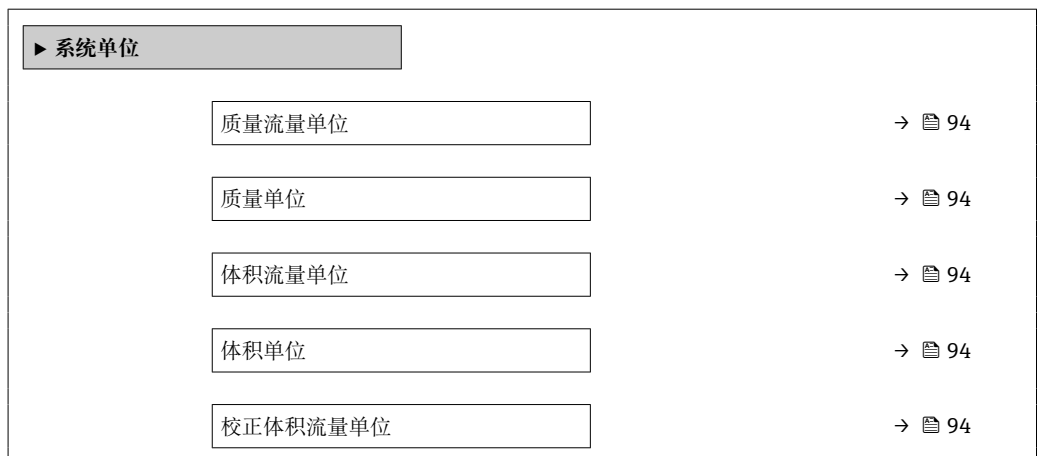 ▶ 系统单位
质量流量单位 → 🖹 94
质量单位 → 🖹 94
体积流量单位 → 🖹 94
体积单位 → 🖹 94
校正体积流量单位 → 🖹 94